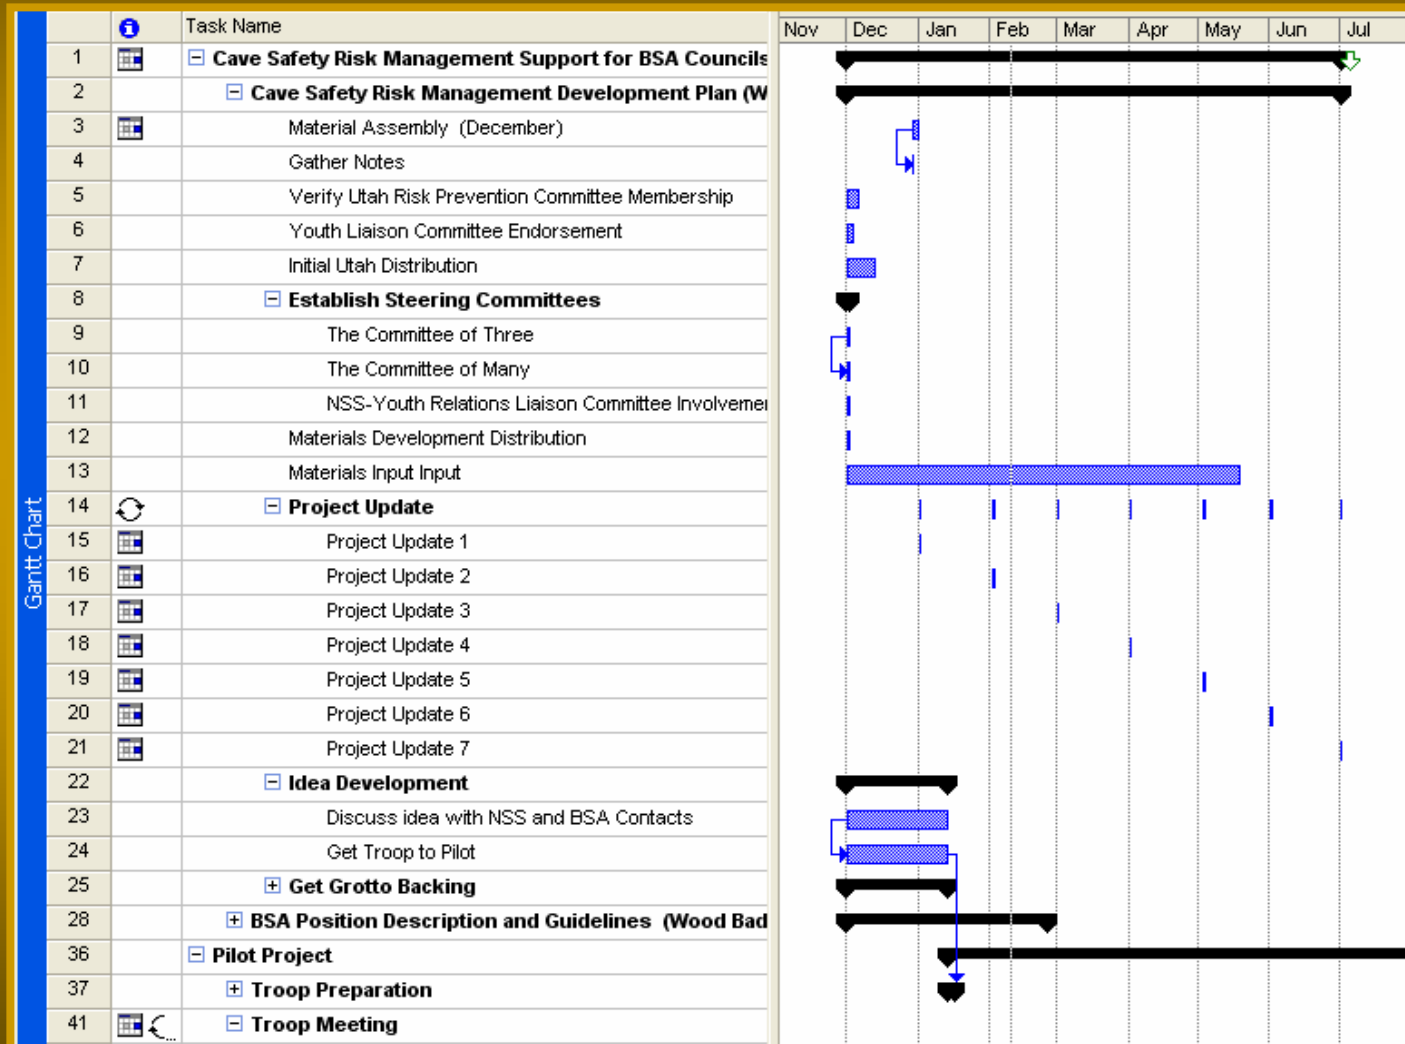 Task Name Nov Dec Jan Feb Mar Apr May Jun Jul
1 Cave Safety Risk Management Support for BSA Councils
2 Cave Safety Risk Management Development Plan (W
3 Material Assembly (December)
4 Gather Notes
5 Verify Utah Risk Prevention Committee Membership
6 Youth Liaison Committee Endorsement
7 Initial Utah Distribution
8 Establish Steering Committees
9 The Committee of Three
10 The Committee of Many
11 NSS-Youth Relations Liaison Committee Involvemen
12 Materials Development Distribution
13 Materials Input Input
14 Project Update
15 Project Update 1
16 Project Update 2
17 Project Update 3
18 Project Update 4
19 Project Update 5
20 Project Update 6
21 Project Update 7
22 Idea Development
23 Discuss idea with NSS and BSA Contacts
24 Get Troop to Pilot
25 Get Grotto Backing
28 BSA Position Description and Guidelines (Wood Bad
36 Pilot Project
37 Troop Preparation
41 Troop Meeting
Gantt Chart